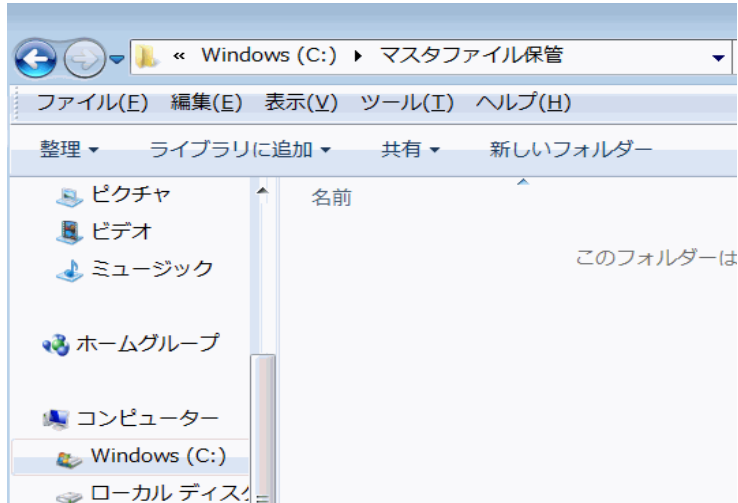 « Windows (C:) マスタファイル保管
ファイル(F) 編集(E) 表示(V) ツール(T) ヘルプ(H)
整理 ライブラリに追加 共有 新しいフォルダー
ピクチャ
ビデオ
ミュージック
ホームグループ
コンピューター
Windows (C:)
ローカル ディスク
名前
このフォルダーは